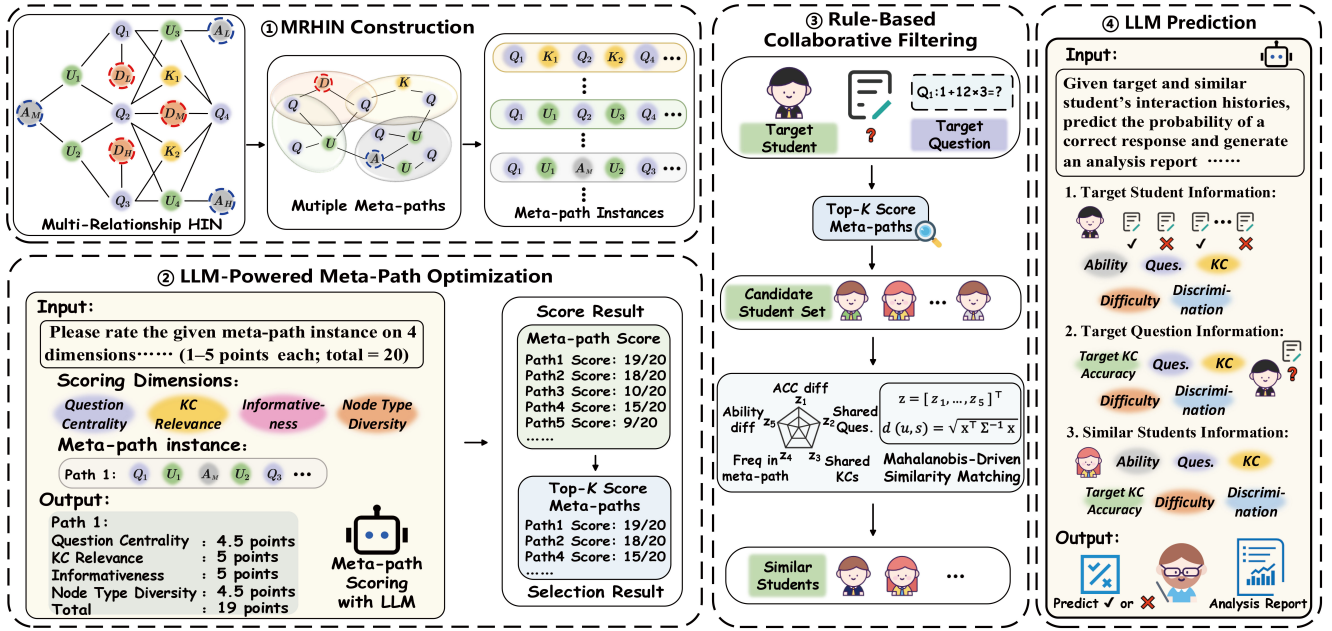 ①MRHIN Construction
Q1
U3
AL
U1
DL
K1
AM
Q2
DM
Q4
U2
DH
K2
Q3
U4
AH
Multi-Relationship HIN
D
K
Q
Q
Q
Q
U
U
Q
A
Q
U
Q
Mutiple Meta-paths
Q1 K1 Q2 K2 Q4 •••
Q1 U1 Q2 U3 Q4 •••
Q1 U1 AM U2 Q3 •••
Meta-path Instances
② LLM-Powered Meta-Path Optimization
Input:
Please rate the given meta-path instance on 4
dimensions⋯⋯ (1–5 points each; total = 20)
Scoring Dimensions:
Question
Centrality
KC
Relevance
Informative-
ness
Node Type
Diversity
Meta-path instance:
Path 1: Q1 U1 AM U2 Q3 •••
Output:
Path 1:
Question Centrality : 4.5 points
KC Relevance : 5 points
Informativeness : 5 points
Node Type Diversity : 4.5 points
Total : 19 points
Meta-path
Scoring
with LLM
Score Result
Meta-path Score
Path1 Score: 19/20
Path2 Score: 18/20
Path3 Score: 10/20
Path4 Score: 15/20
Path5 Score: 9/20
⋯⋯
Top-K Score
Meta-paths
Path1 Score: 19/20
Path2 Score: 18/20
Path4 Score: 15/20
⋯⋯
Selection Result
③ Rule-Based
Collaborative Filtering
Q1:1+12×3=?
Target
Student
?
Target
Question
Top-K Score
Meta-paths
Candidate
Student Set
•••
ACC diff
z1
Ability
diff
z5
z2
Shared
Ques.
z4
z3
Freq in
meta-path
Shared
KCs
z = [ z1,...,z5 ]⊤
d (u, s) = √x⊤ Σ−1 x
Mahalanobis-Driven
Similarity Matching
Similar
Students
•••
④ LLM Prediction
Input:
Given target and similar
student's interaction histories,
predict the probability of a
correct response and generate
an analysis report ⋯⋯
1. Target Student Information:
•••
✓ ✗ ✓ ✗
Ability Ques. KC
Difficulty
Discrimi-
nation
2. Target Question Information:
Target KC
Accuracy
Ques. KC
?
Difficulty
Discrimi-
nation
3. Similar Students Information:
Ability Ques. KC
Target KC
Accuracy
Difficulty
Discrimi-
nation
Output:
Predict ✓ or ✗
Analysis Report